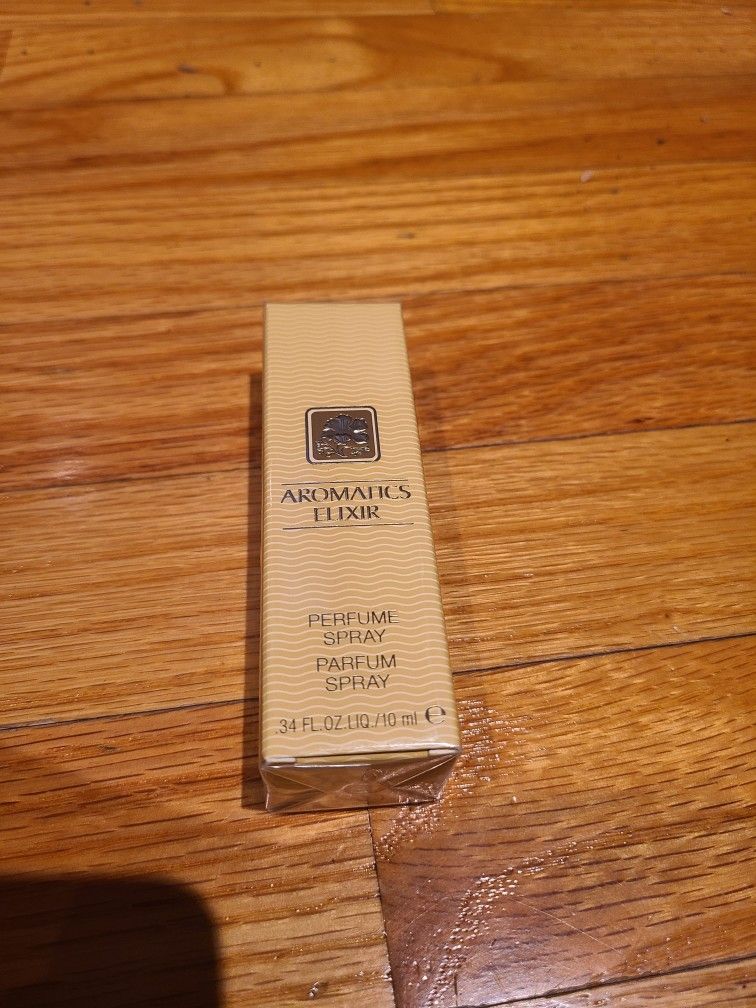 AROMATICS
ELIXIR
PERFUME
SPRAY
PARFUM
SPRAY
.34 FL.OZ.LIQ./10 ml ℮